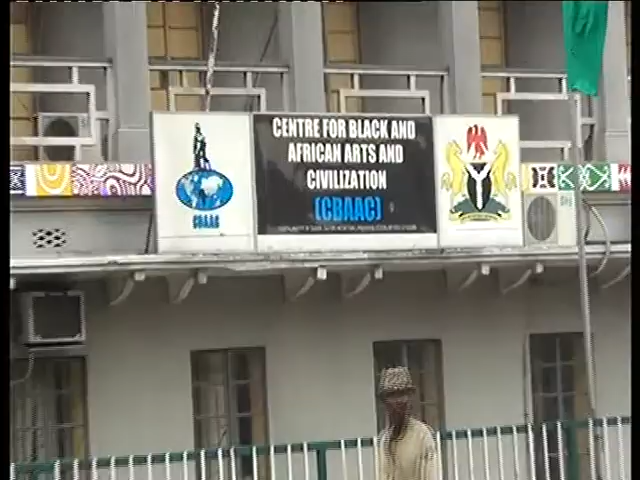 CENTRE FOR BLACK AND
AFRICAN ARTS AND
CIVILIZATION
(CBAAC)
CBAAC